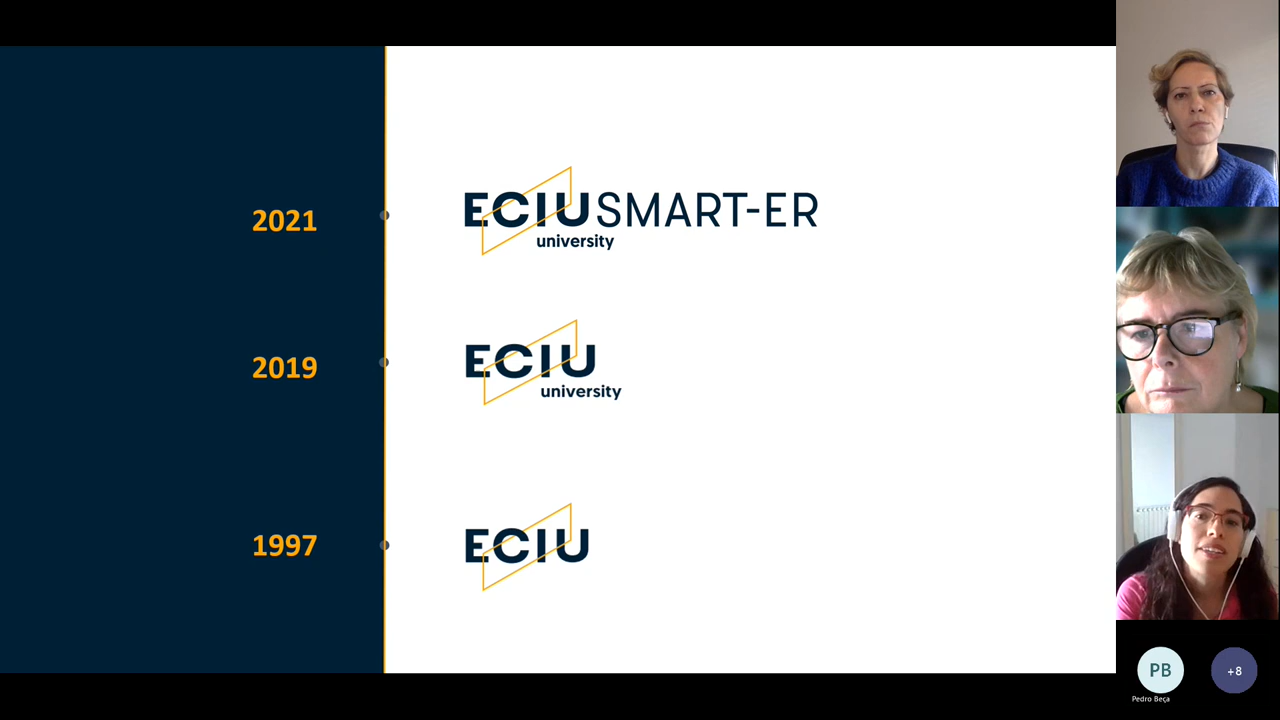 2021
ECIU SMART-ER
university
2019
ECIU
university
1997
ECIU
PB
+8
Pedro Beça